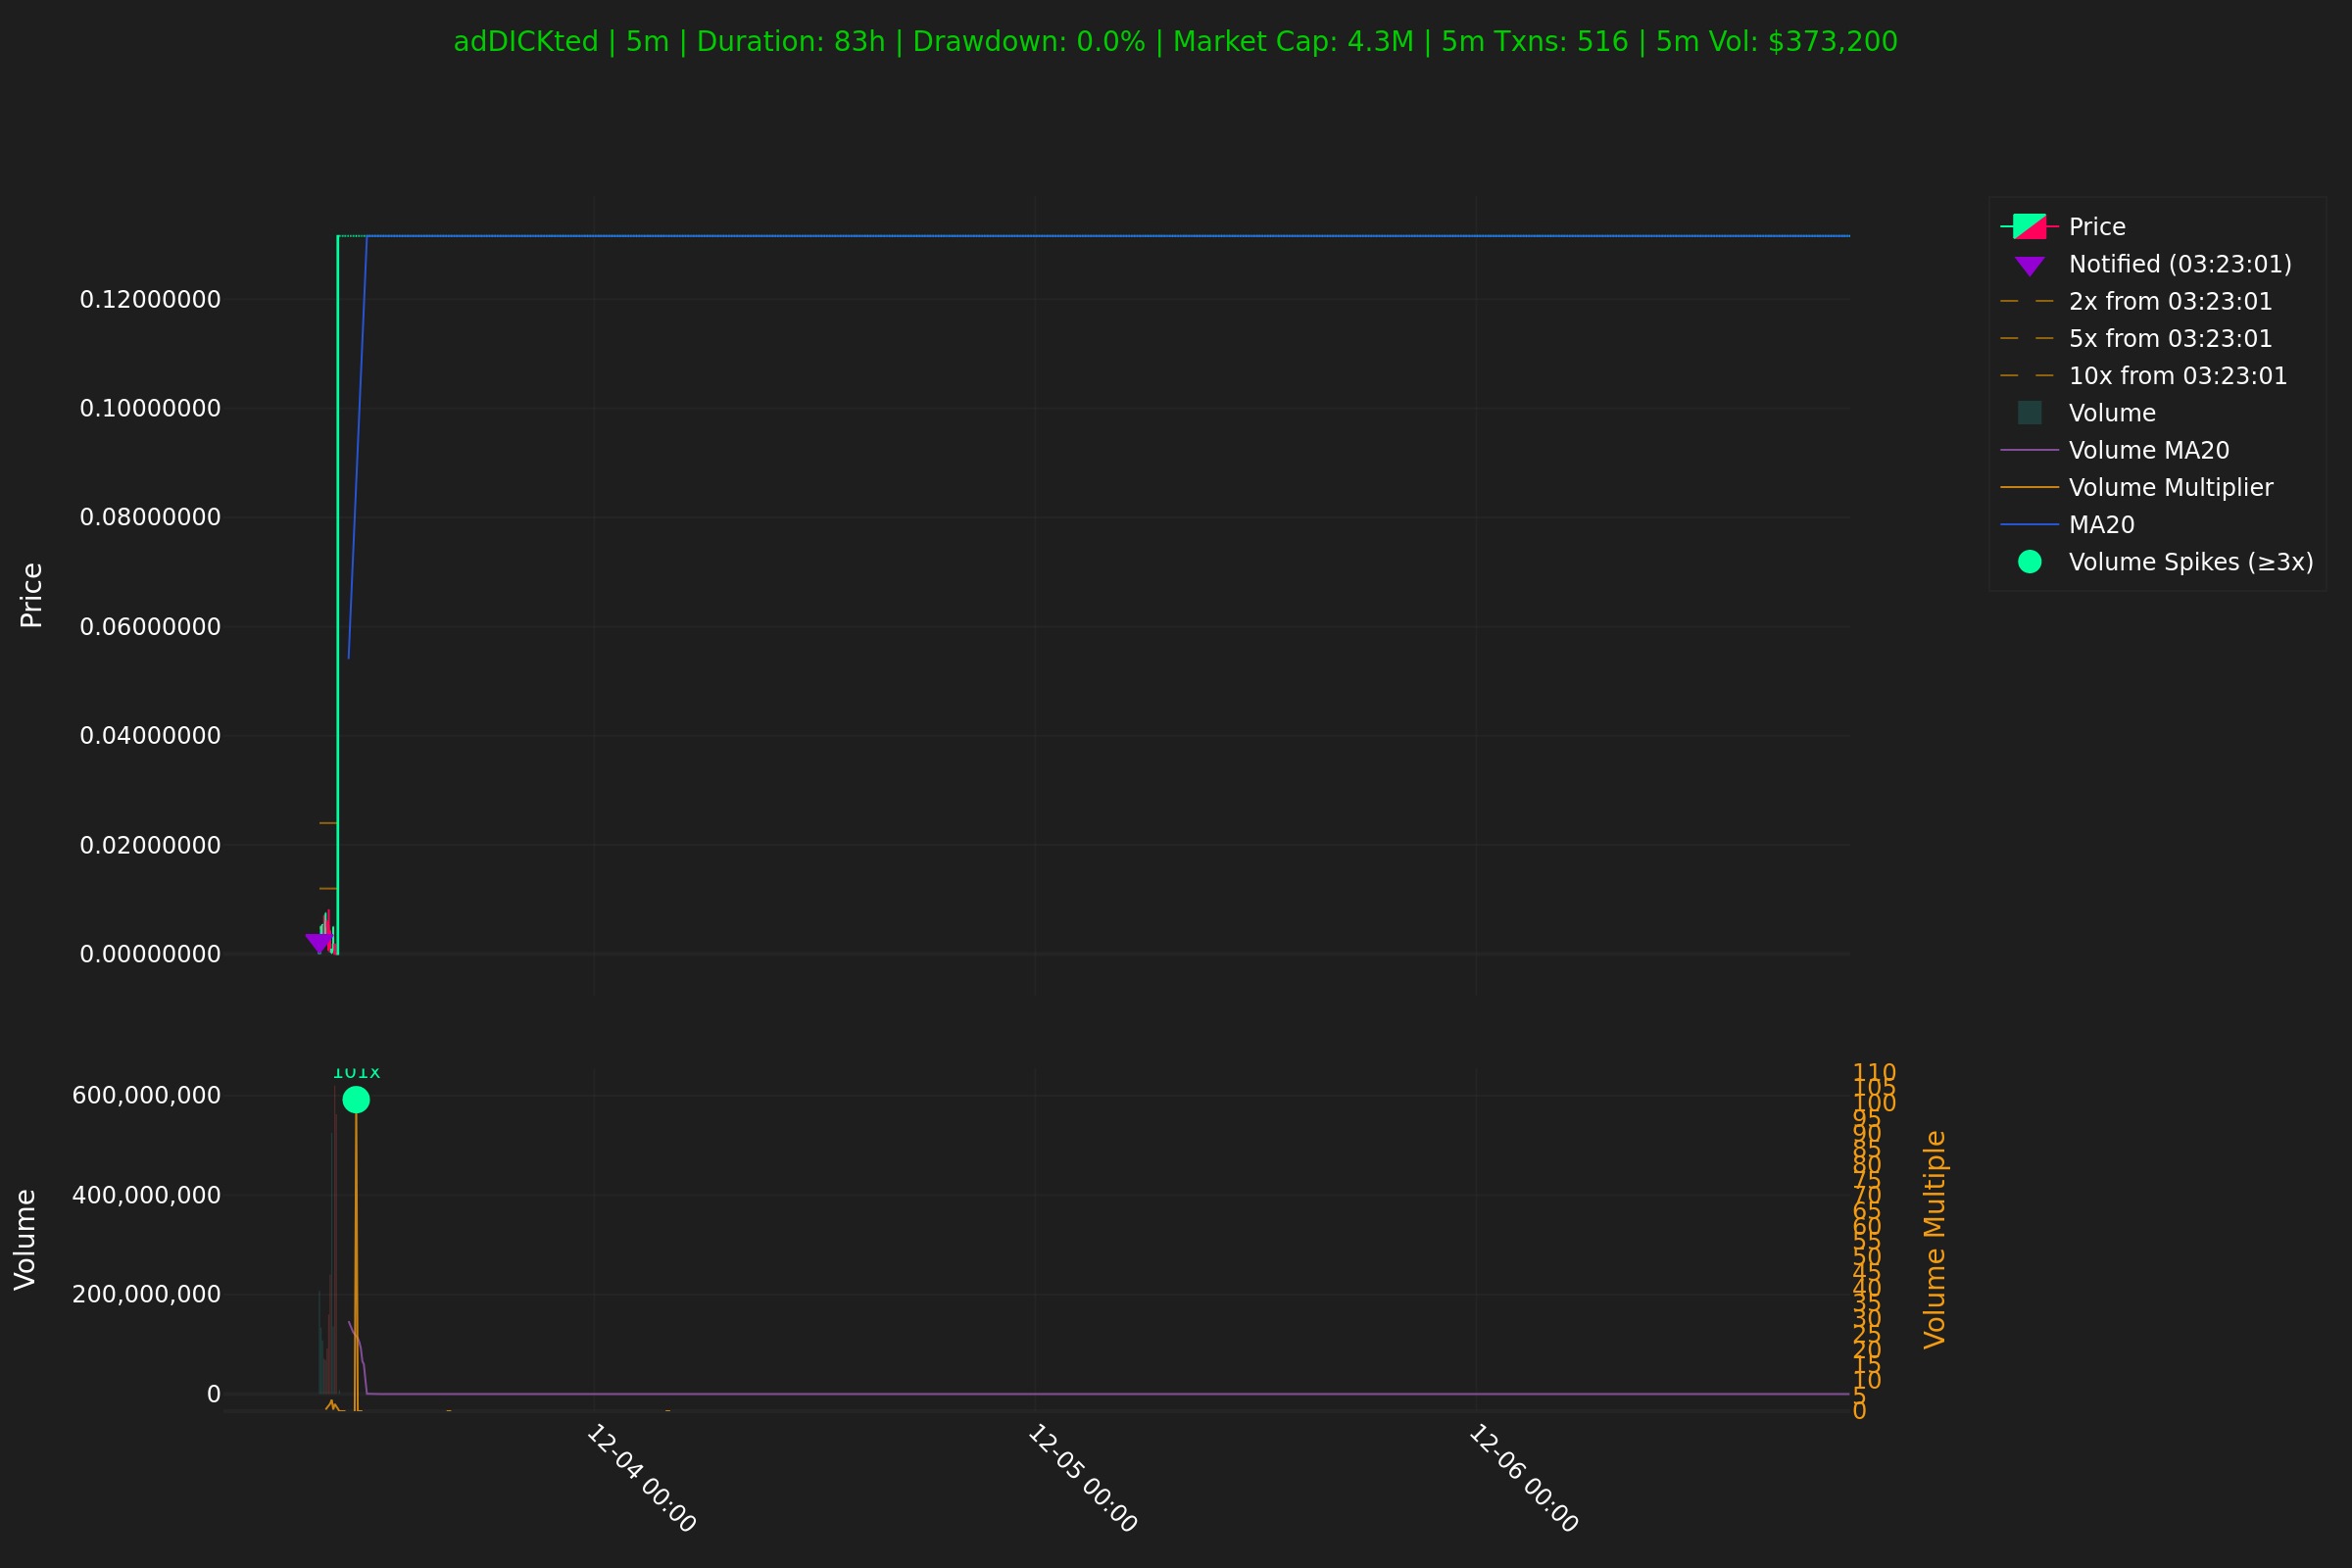 adDICKted | 5m | Duration: 83h | Drawdown: 0.0% | Market Cap: 4.3M | 5m Txns: 516 | 5m Vol: $373,200
Price
0.12000000
0.10000000
0.08000000
0.06000000
0.04000000
0.02000000
0.00000000
Price
Notified (03:23:01)
2x from 03:23:01
5x from 03:23:01
10x from 03:23:01
Volume
Volume MA20
Volume Multiplier
MA20
Volume Spikes (≥3x)
Volume
600,000,000
400,000,000
200,000,000
0
101x
110
105
100
95
90
85
80
75
70
65
60
55
50
45
40
35
30
25
20
15
10
5
0
Volume Multiple
12-04 00:00
12-05 00:00
12-06 00:00